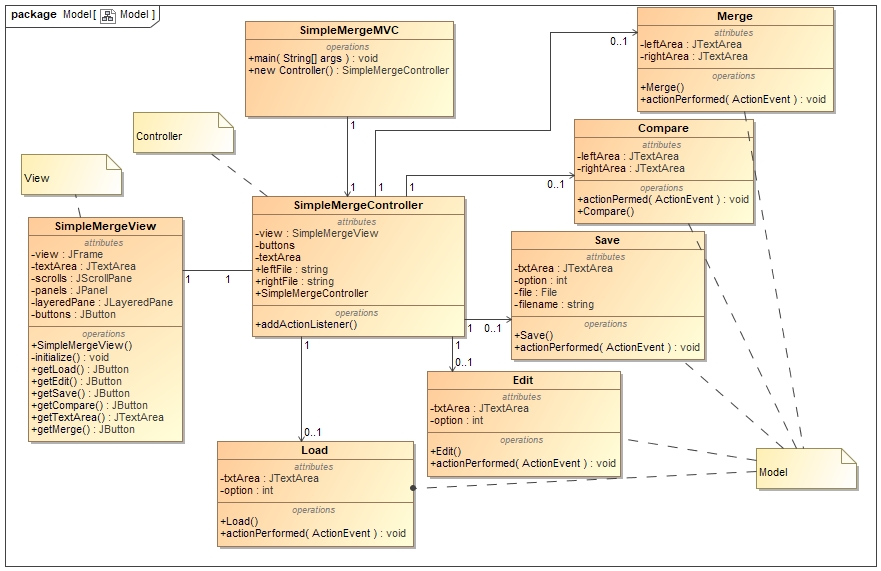 package Model [ Model ]
SimpleMergeMVC
operations
+main( String[] args ) : void
+new Controller() : SimpleMergeController
Merge
attributes
-leftArea : JTextArea
-rightArea : JTextArea
operations
+Merge()
+actionPerformed( ActionEvent ) : void
0..1
Controller
View
1
1
1
1
Compare
attributes
-leftArea : JTextArea
-rightArea : JTextArea
operations
+actionPermed( ActionEvent ) : void
+Compare()
0..1
SimpleMergeView
attributes
-view : JFrame
-textArea : JTextArea
-scrolls : JScrollPane
-panels : JPanel
-layeredPane : JLayeredPane
-buttons : JButton
operations
+SimpleMergeView()
-initialize() : void
+getLoad() : JButton
+getEdit() : JButton
+getSave() : JButton
+getCompare() : JButton
+getTextArea() : JTextArea
+getMerge() : JButton
1
1
SimpleMergeController
attributes
-view : SimpleMergeView
-buttons
-textArea
+leftFile : string
+rightFile : string
+SimpleMergeController
operations
+addActionListener()
Save
attributes
-txtArea : JTextArea
-option : int
-file : File
-filename : string
operations
+Save()
+actionPerformed( ActionEvent ) : void
1
0..1
1
0..1
1
0..1
Edit
attributes
-txtArea : JTextArea
-option : int
operations
+Edit()
+actionPerformed( ActionEvent ) : void
Load
attributes
-txtArea : JTextArea
-option : int
operations
+Load()
+actionPerformed( ActionEvent ) : void
Model